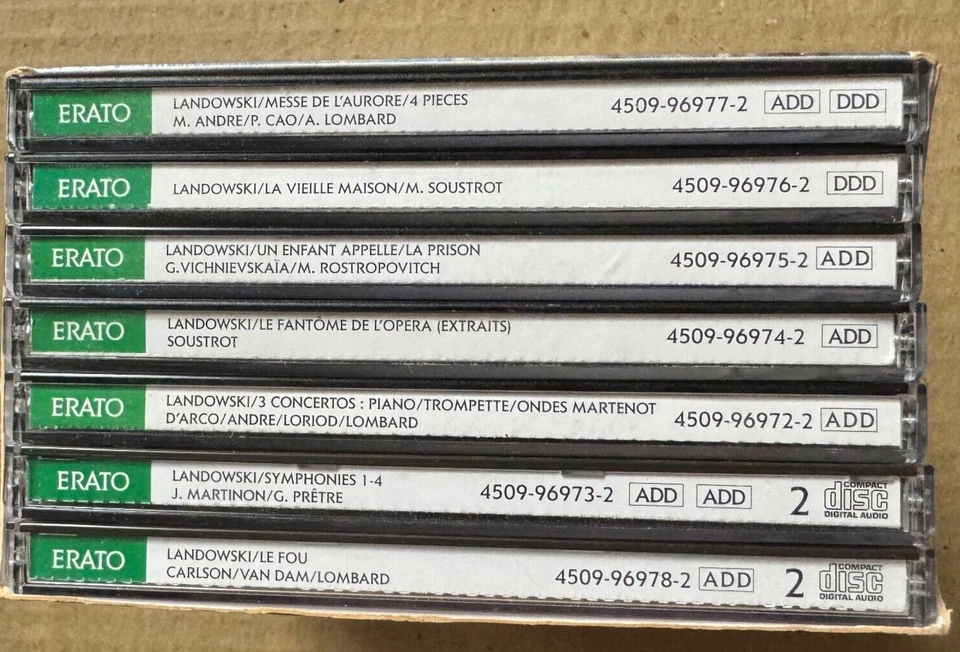 ERATO
LANDOWSKI/MESSE DE L'AURORE/4 PIECES
M. ANDRE/P. CAO/A. LOMBARD
4509-96977-2 ADD DDD
ERATO
LANDOWSKI/LA VIEILLE MAISON/M. SOUSTROT
4509-96976-2 DDD
ERATO
LANDOWSKI/UN ENFANT APPELLE/LA PRISON
G.VICHNIEVSKAÏA/M. ROSTROPOVITCH
4509-96975-2 ADD
ERATO
LANDOWSKI/LE FANTÔME DE L'OPERA (EXTRAITS)
SOUSTROT
4509-96974-2 ADD
ERATO
LANDOWSKI/3 CONCERTOS : PIANO/TROMPETTE/ONDES MARTENOT
D'ARCO/ANDRE/LORIOD/LOMBARD
4509-96972-2 ADD
ERATO
LANDOWSKI/SYMPHONIES 1-4
J. MARTINON/G. PRÊTRE
4509-96973-2 ADD ADD 2
COMPACT
disc
DIGITAL AUDIO
ERATO
LANDOWSKI/LE FOU
CARLSON/VAN DAM/LOMBARD
4509-96978-2 ADD 2
COMPACT
disc
DIGITAL AUDIO